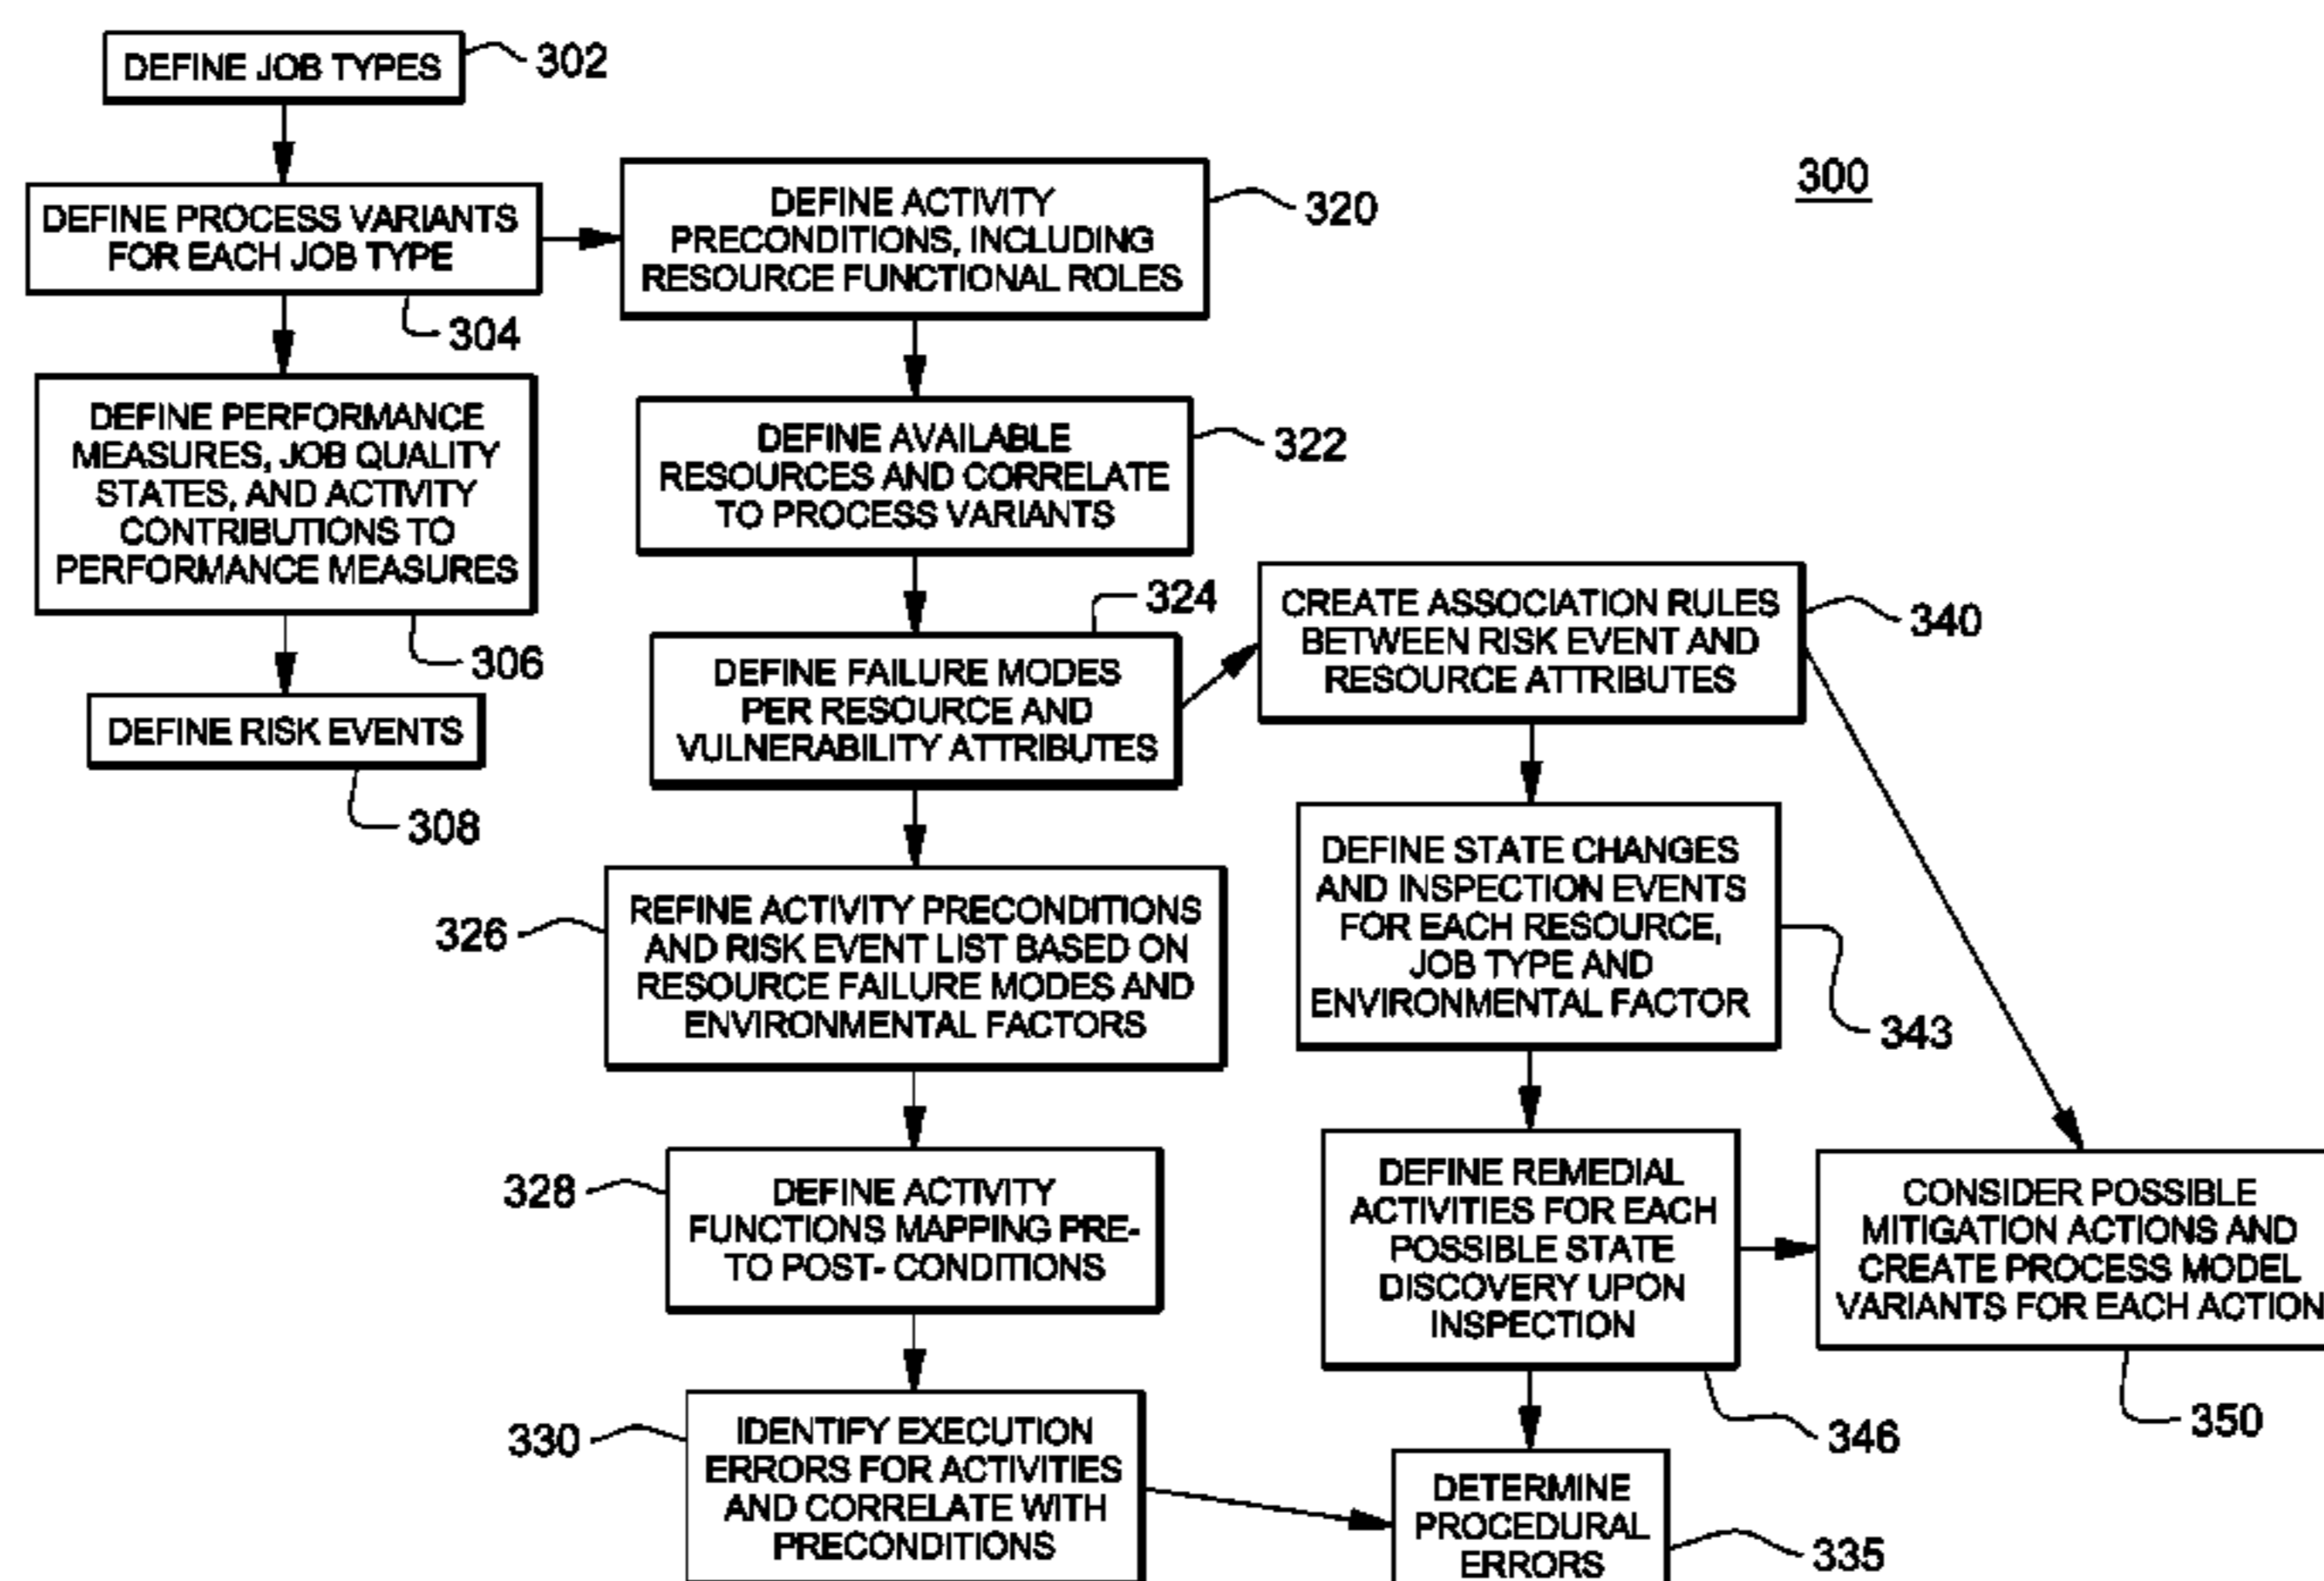 DEFINE JOB TYPES
302
300
DEFINE PROCESS VARIANTS
FOR EACH JOB TYPE
304
DEFINE PERFORMANCE
MEASURES, JOB QUALITY
STATES, AND ACTIVITY
CONTRIBUTIONS TO
PERFORMANCE MEASURES
306
DEFINE RISK EVENTS
308
DEFINE ACTIVITY
PRECONDITIONS, INCLUDING
RESOURCE FUNCTIONAL ROLES
320
DEFINE AVAILABLE
RESOURCES AND CORRELATE
TO PROCESS VARIANTS
322
324
DEFINE FAILURE MODES
PER RESOURCE AND
VULNERABILITY ATTRIBUTES
326
REFINE ACTIVITY PRECONDITIONS
AND RISK EVENT LIST BASED ON
RESOURCE FAILURE MODES AND
ENVIRONMENTAL FACTORS
328
DEFINE ACTIVITY
FUNCTIONS MAPPING PRE-
TO POST- CONDITIONS
330
IDENTIFY EXECUTION
ERRORS FOR ACTIVITIES
AND CORRELATE WITH
PRECONDITIONS
CREATE ASSOCIATION RULES
BETWEEN RISK EVENT AND
RESOURCE ATTRIBUTES
340
DEFINE STATE CHANGES
AND INSPECTION EVENTS
FOR EACH RESOURCE,
JOB TYPE AND
ENVIRONMENTAL FACTOR
343
DEFINE REMEDIAL
ACTIVITIES FOR EACH
POSSIBLE STATE
DISCOVERY UPON
INSPECTION
346
DETERMINE
PROCEDURAL
ERRORS
335
CONSIDER POSSIBLE
MITIGATION ACTIONS AND
CREATE PROCESS MODEL
VARIANTS FOR EACH ACTION
350